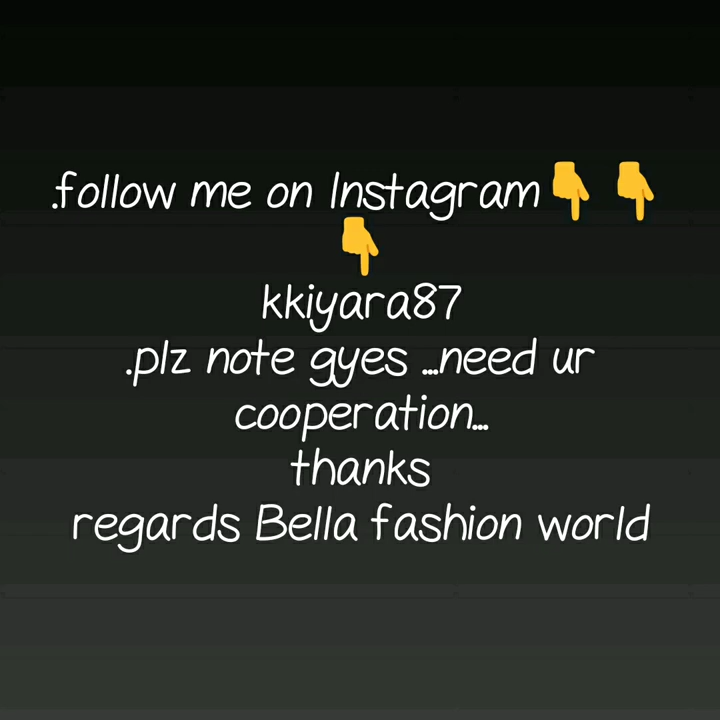 .follow me on Instagram👇 👇
👇
kkiyara87
.plz note gyes ...need ur
cooperation...
thanks
regards Bella fashion world